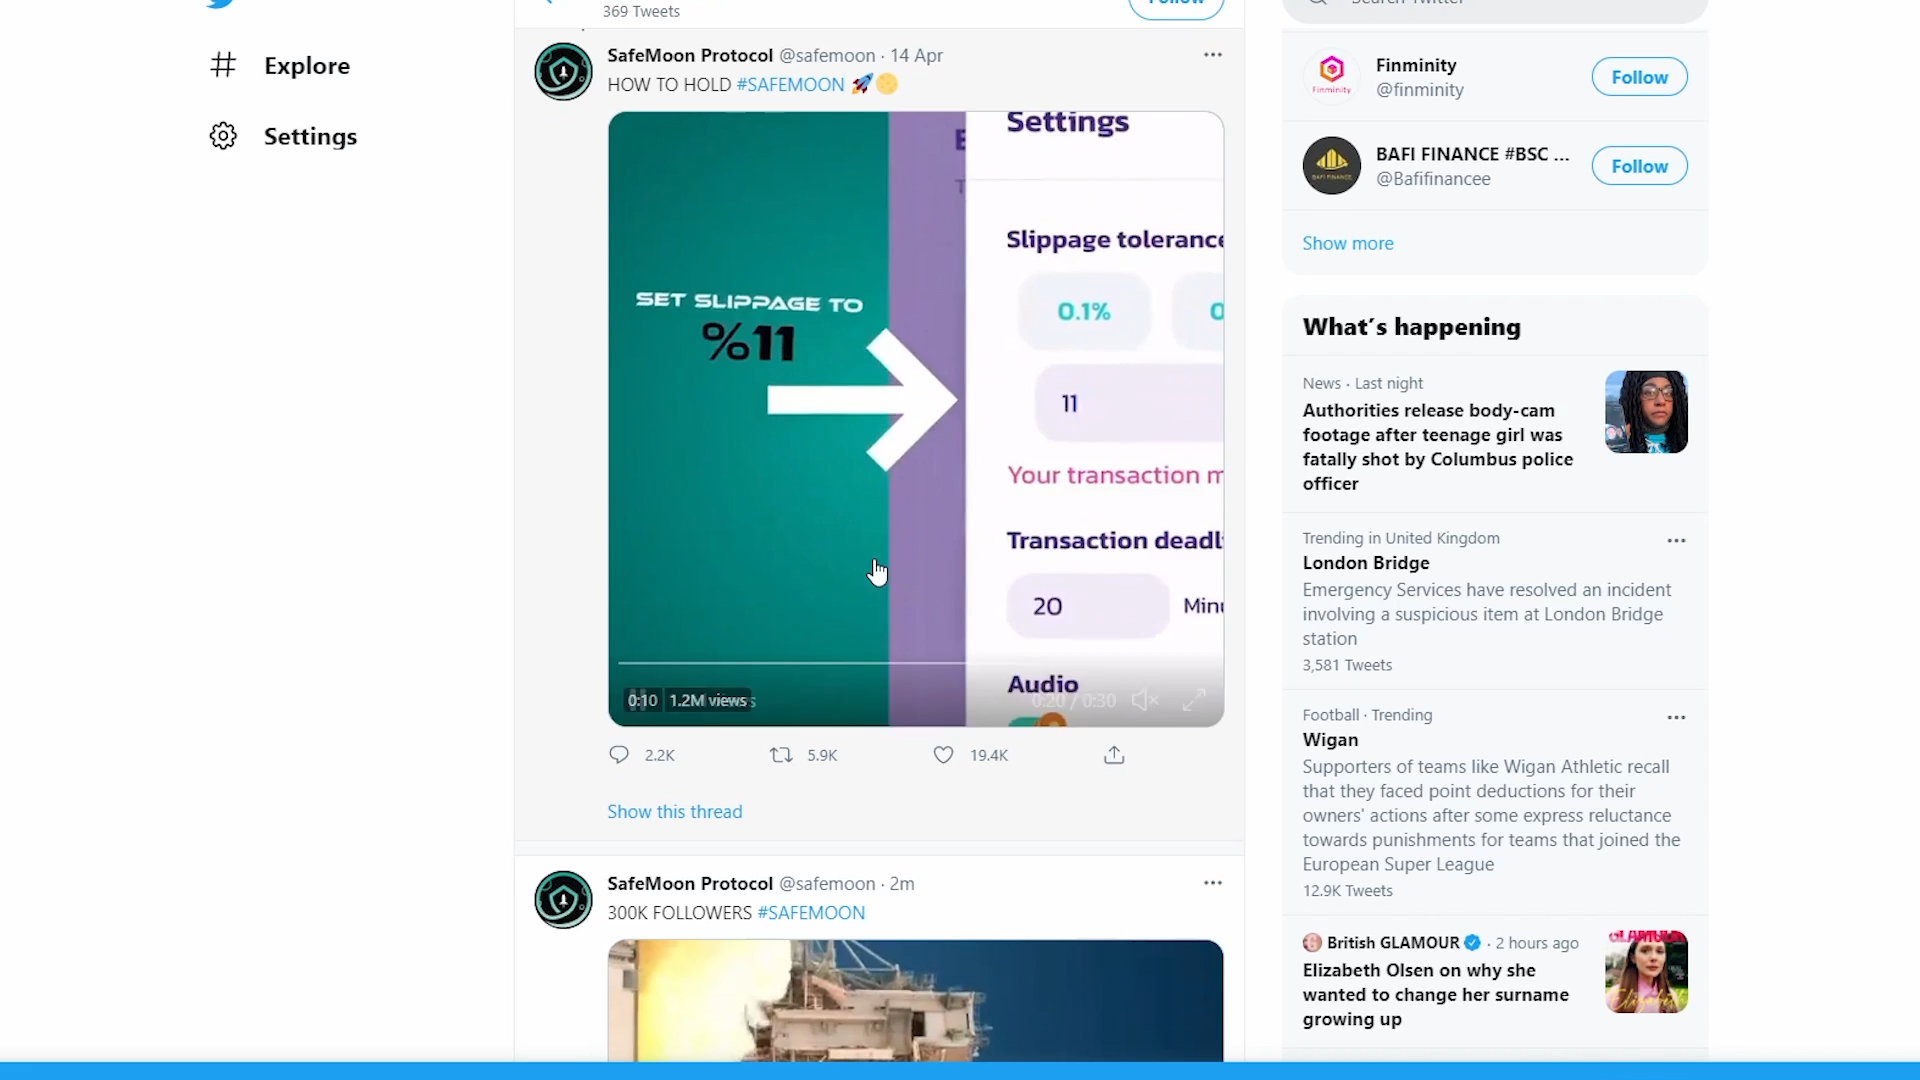 369 Tweets
Follow
Search Twitter
Explore
Settings
SafeMoon Protocol @safemoon · 14 Apr
HOW TO HOLD #SAFEMOON 🚀🌕
Settings
Slippage tolerance
SET SLIPPAGE TO
%11
0.1%
11
Your transaction m
Transaction deadl
20 Minu
Audio
0:10 1.2M views 0:20 / 0:30
2.2K 5.9K 19.4K
Show this thread
SafeMoon Protocol @safemoon · 2m
300K FOLLOWERS #SAFEMOON
Finminity
Finminity
@finminity
Follow
BAFI FINANCE
BAFI FINANCE #BSC ...
@Bafifinancee
Follow
Show more
What's happening
News · Last night
Authorities release body-cam
footage after teenage girl was
fatally shot by Columbus police
officer
Trending in United Kingdom
London Bridge
Emergency Services have resolved an incident
involving a suspicious item at London Bridge
station
3,581 Tweets
Football · Trending
Wigan
Supporters of teams like Wigan Athletic recall
that they faced point deductions for their
owners' actions after some express reluctance
towards punishments for teams that joined the
European Super League
12.9K Tweets
British GLAMOUR · 2 hours ago
Elizabeth Olsen on why she
wanted to change her surname
growing up
GLAMOUR
Elizabeth